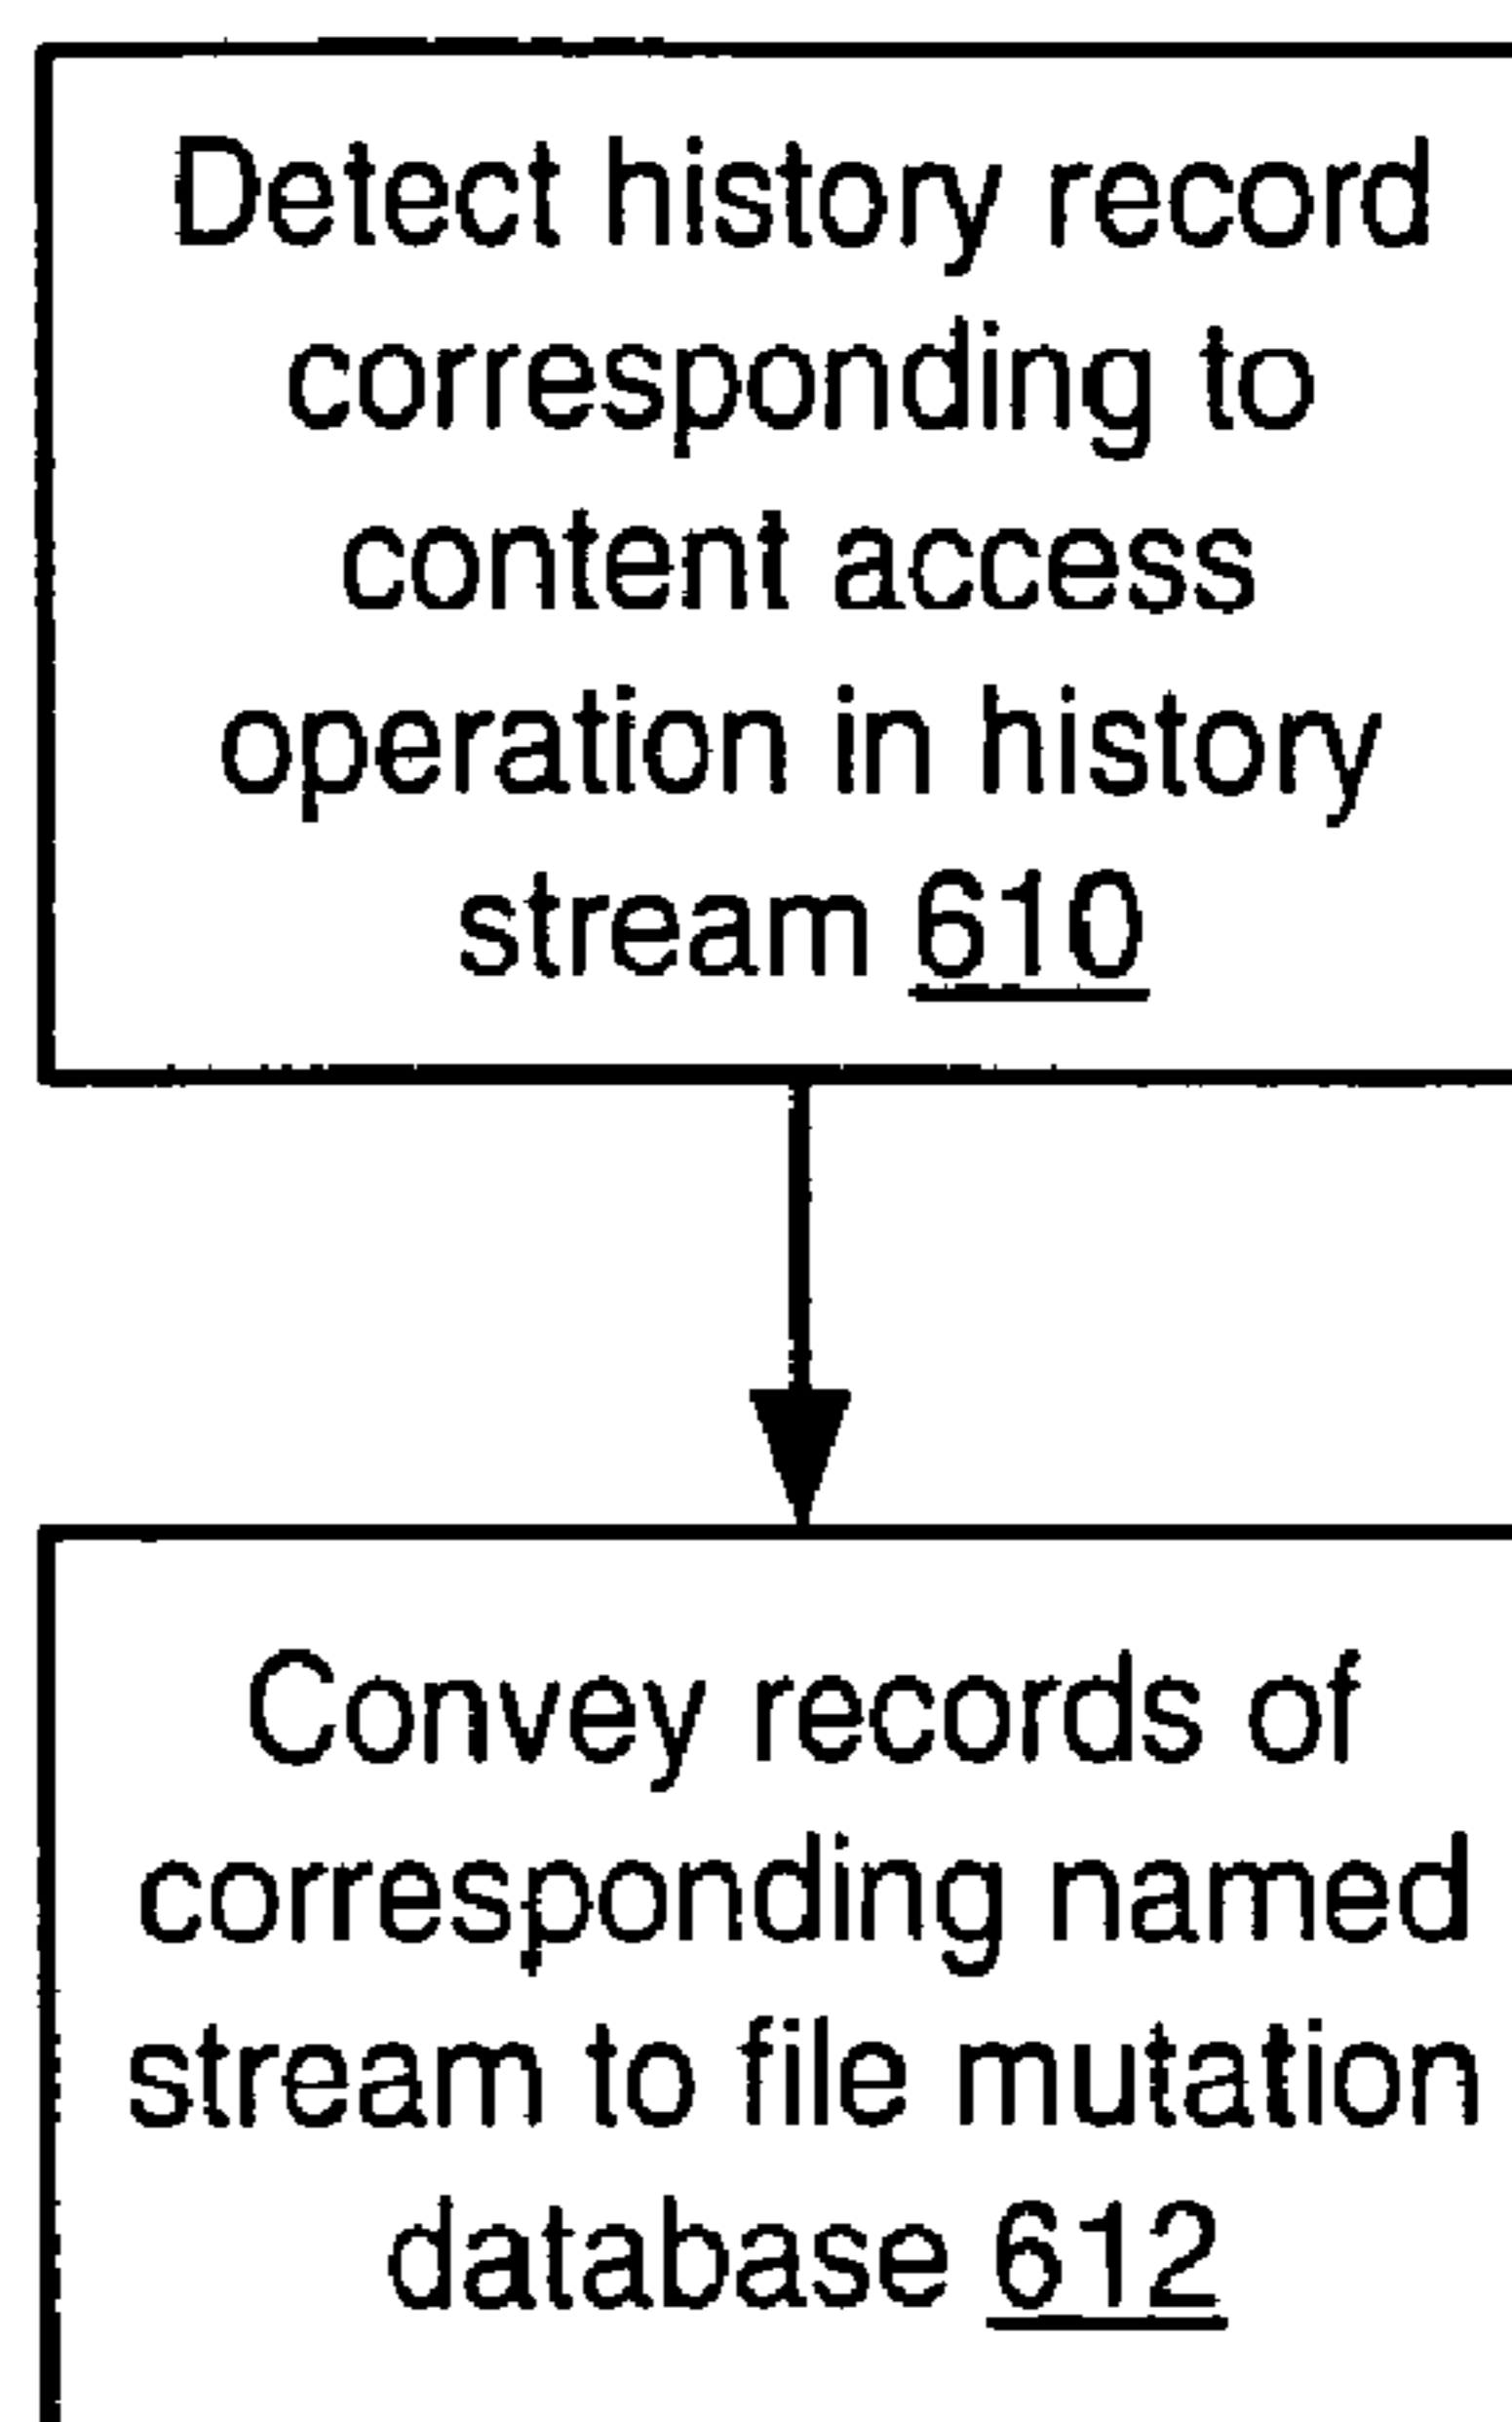 Detect history record
corresponding to
content access
operation in history
stream 610
Convey records of
corresponding named
stream to file mutation
database 612